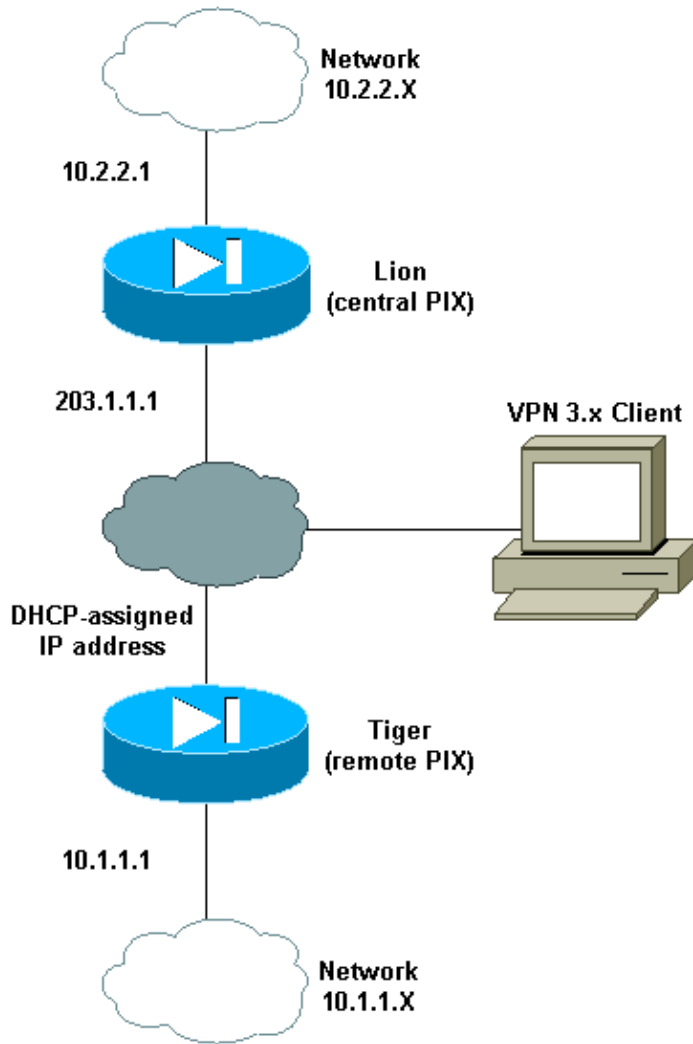 Network
10.2.2.X
10.2.2.1
Lion
(central PIX)
203.1.1.1
VPN 3.x Client
DHCP-assigned
IP address
Tiger
(remote PIX)
10.1.1.1
Network
10.1.1.X